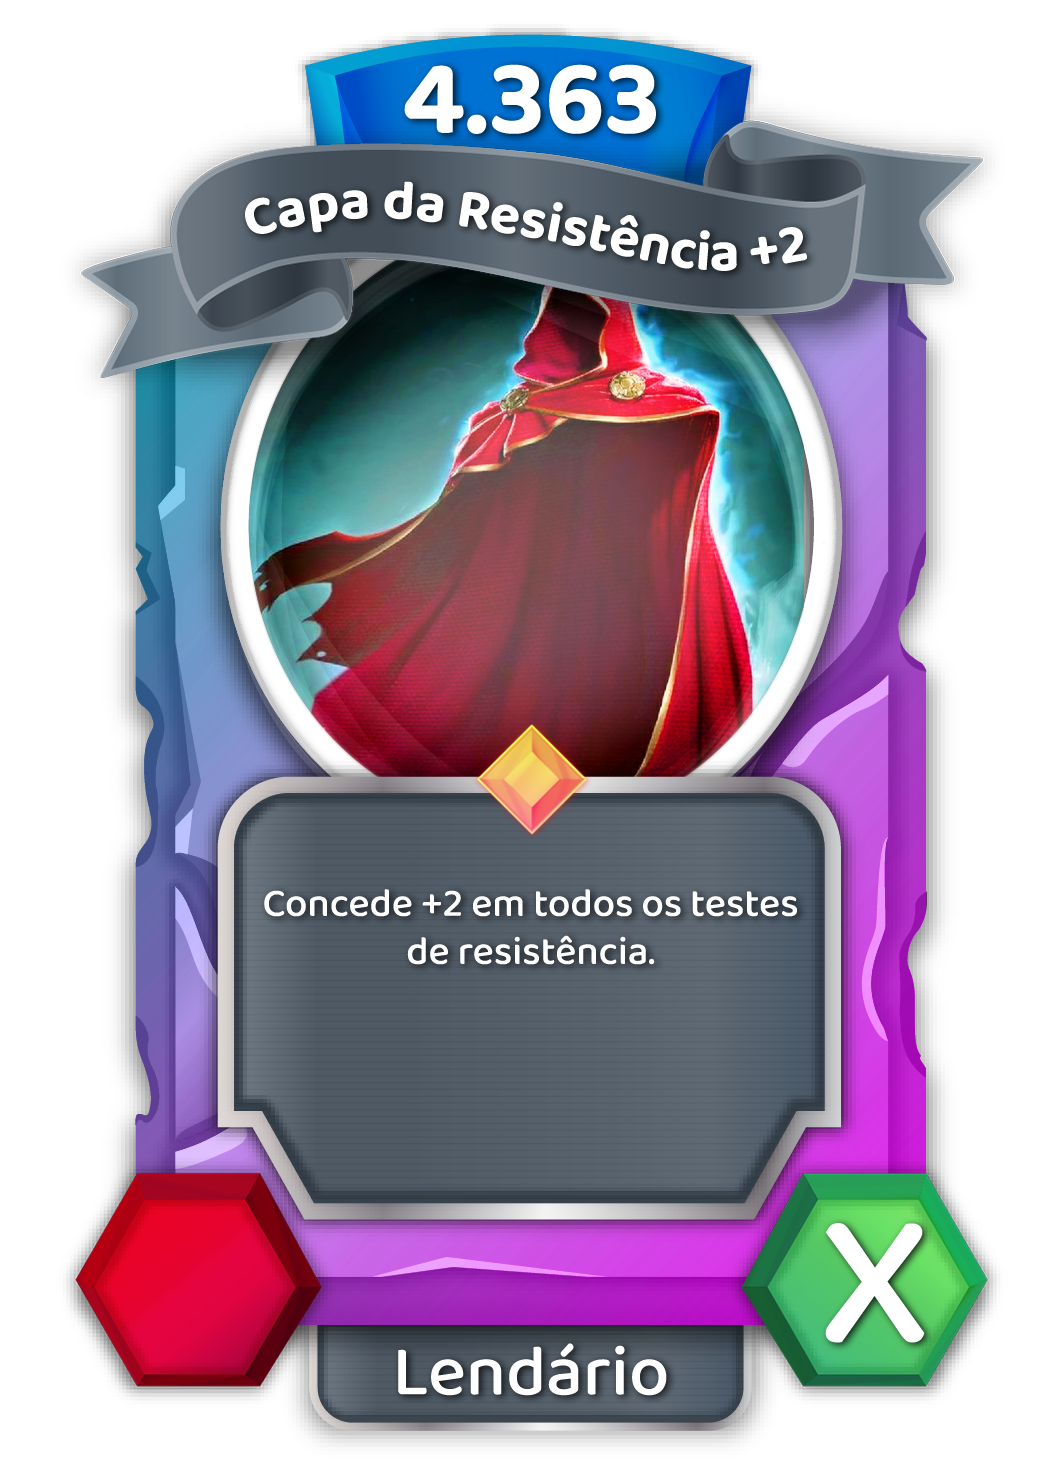 4.363
Capa da Resistência +2
Concede +2 em todos os testes
de resistência.
X
Lendário